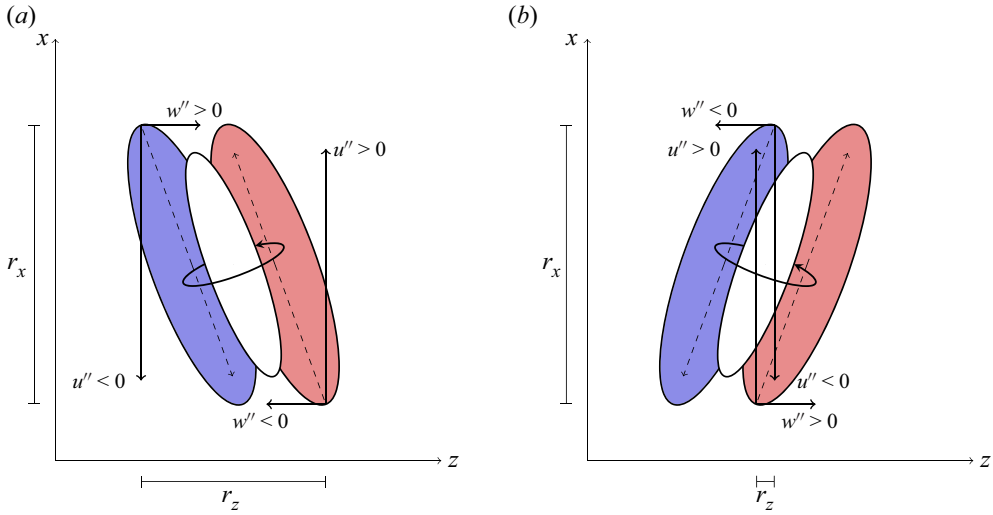 (a)
x
w″ > 0
u″ > 0
r_x
u″ < 0
w″ < 0
z
r_z
(b)
x
w″ < 0
u″ > 0
r_x
u″ < 0
w″ > 0
z
r_z